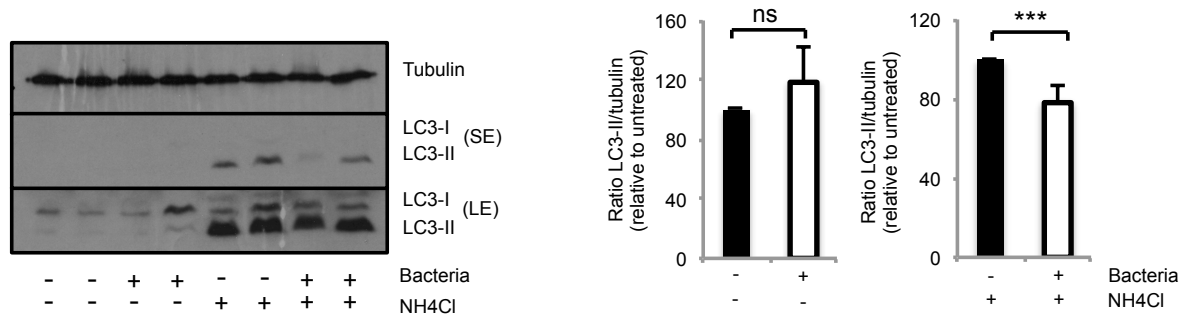 Tubulin
LC3-I
(SE)
LC3-II
LC3-I
(LE)
LC3-II
- - + + - - + + Bacteria
- - - - + + + + NH4Cl
Ratio LC3-II/tubulin
(relative to untreated)
160
120
80
40
0
ns
- +
- -
Ratio LC3-II/tubulin
(relative to untreated)
120
80
40
0
***
- + Bacteria
+ + NH4Cl